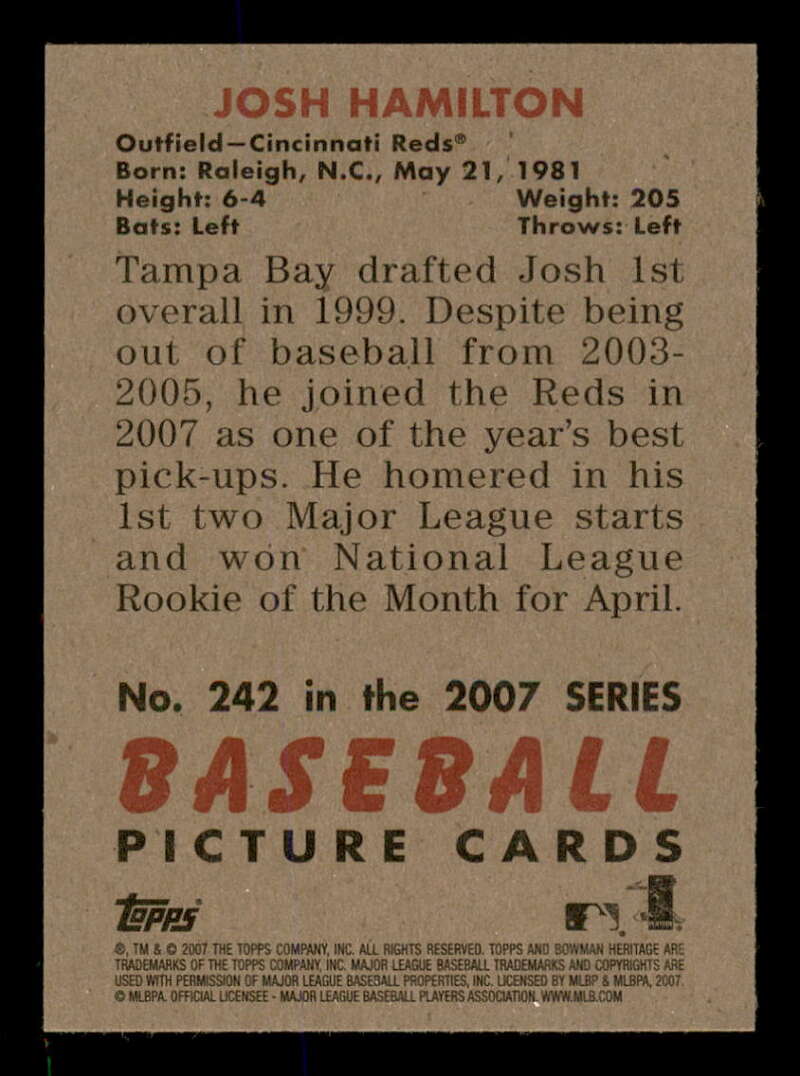 JOSH HAMILTON
Outfield—Cincinnati Reds®
Born: Raleigh, N.C., May 21, 1981
Height: 6-4 Weight: 205
Bats: Left Throws: Left
Tampa Bay drafted Josh 1st
overall in 1999. Despite being
out of baseball from 2003-
2005, he joined the Reds in
2007 as one of the year's best
pick-ups. He homered in his
1st two Major League starts
and won National League
Rookie of the Month for April.
No. 242 in the 2007 SERIES
BASEBALL
PICTURE CARDS
topps
®, TM & © 2007 THE TOPPS COMPANY, INC. ALL RIGHTS RESERVED. TOPPS AND BOWMAN HERITAGE ARE
TRADEMARKS OF THE TOPPS COMPANY, INC. MAJOR LEAGUE BASEBALL TRADEMARKS AND COPYRIGHTS ARE
USED WITH PERMISSION OF MAJOR LEAGUE BASEBALL PROPERTIES, INC. LICENSED BY MLBP & MLBPA, 2007.
© MLBPA. OFFICIAL LICENSEE - MAJOR LEAGUE BASEBALL PLAYERS ASSOCIATION. WWW.MLB.COM